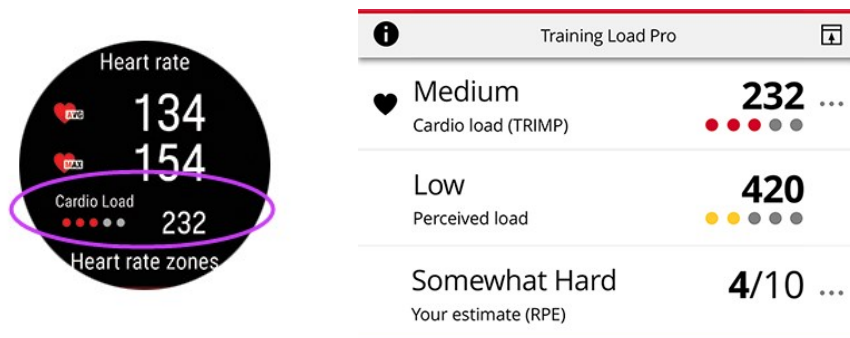 Heart rate
AVG 134
MAX 154
Cardio Load
232
Heart rate zones
Training Load Pro
Medium 232
Cardio load (TRIMP)
Low 420
Perceived load
Somewhat Hard 4/10
Your estimate (RPE)